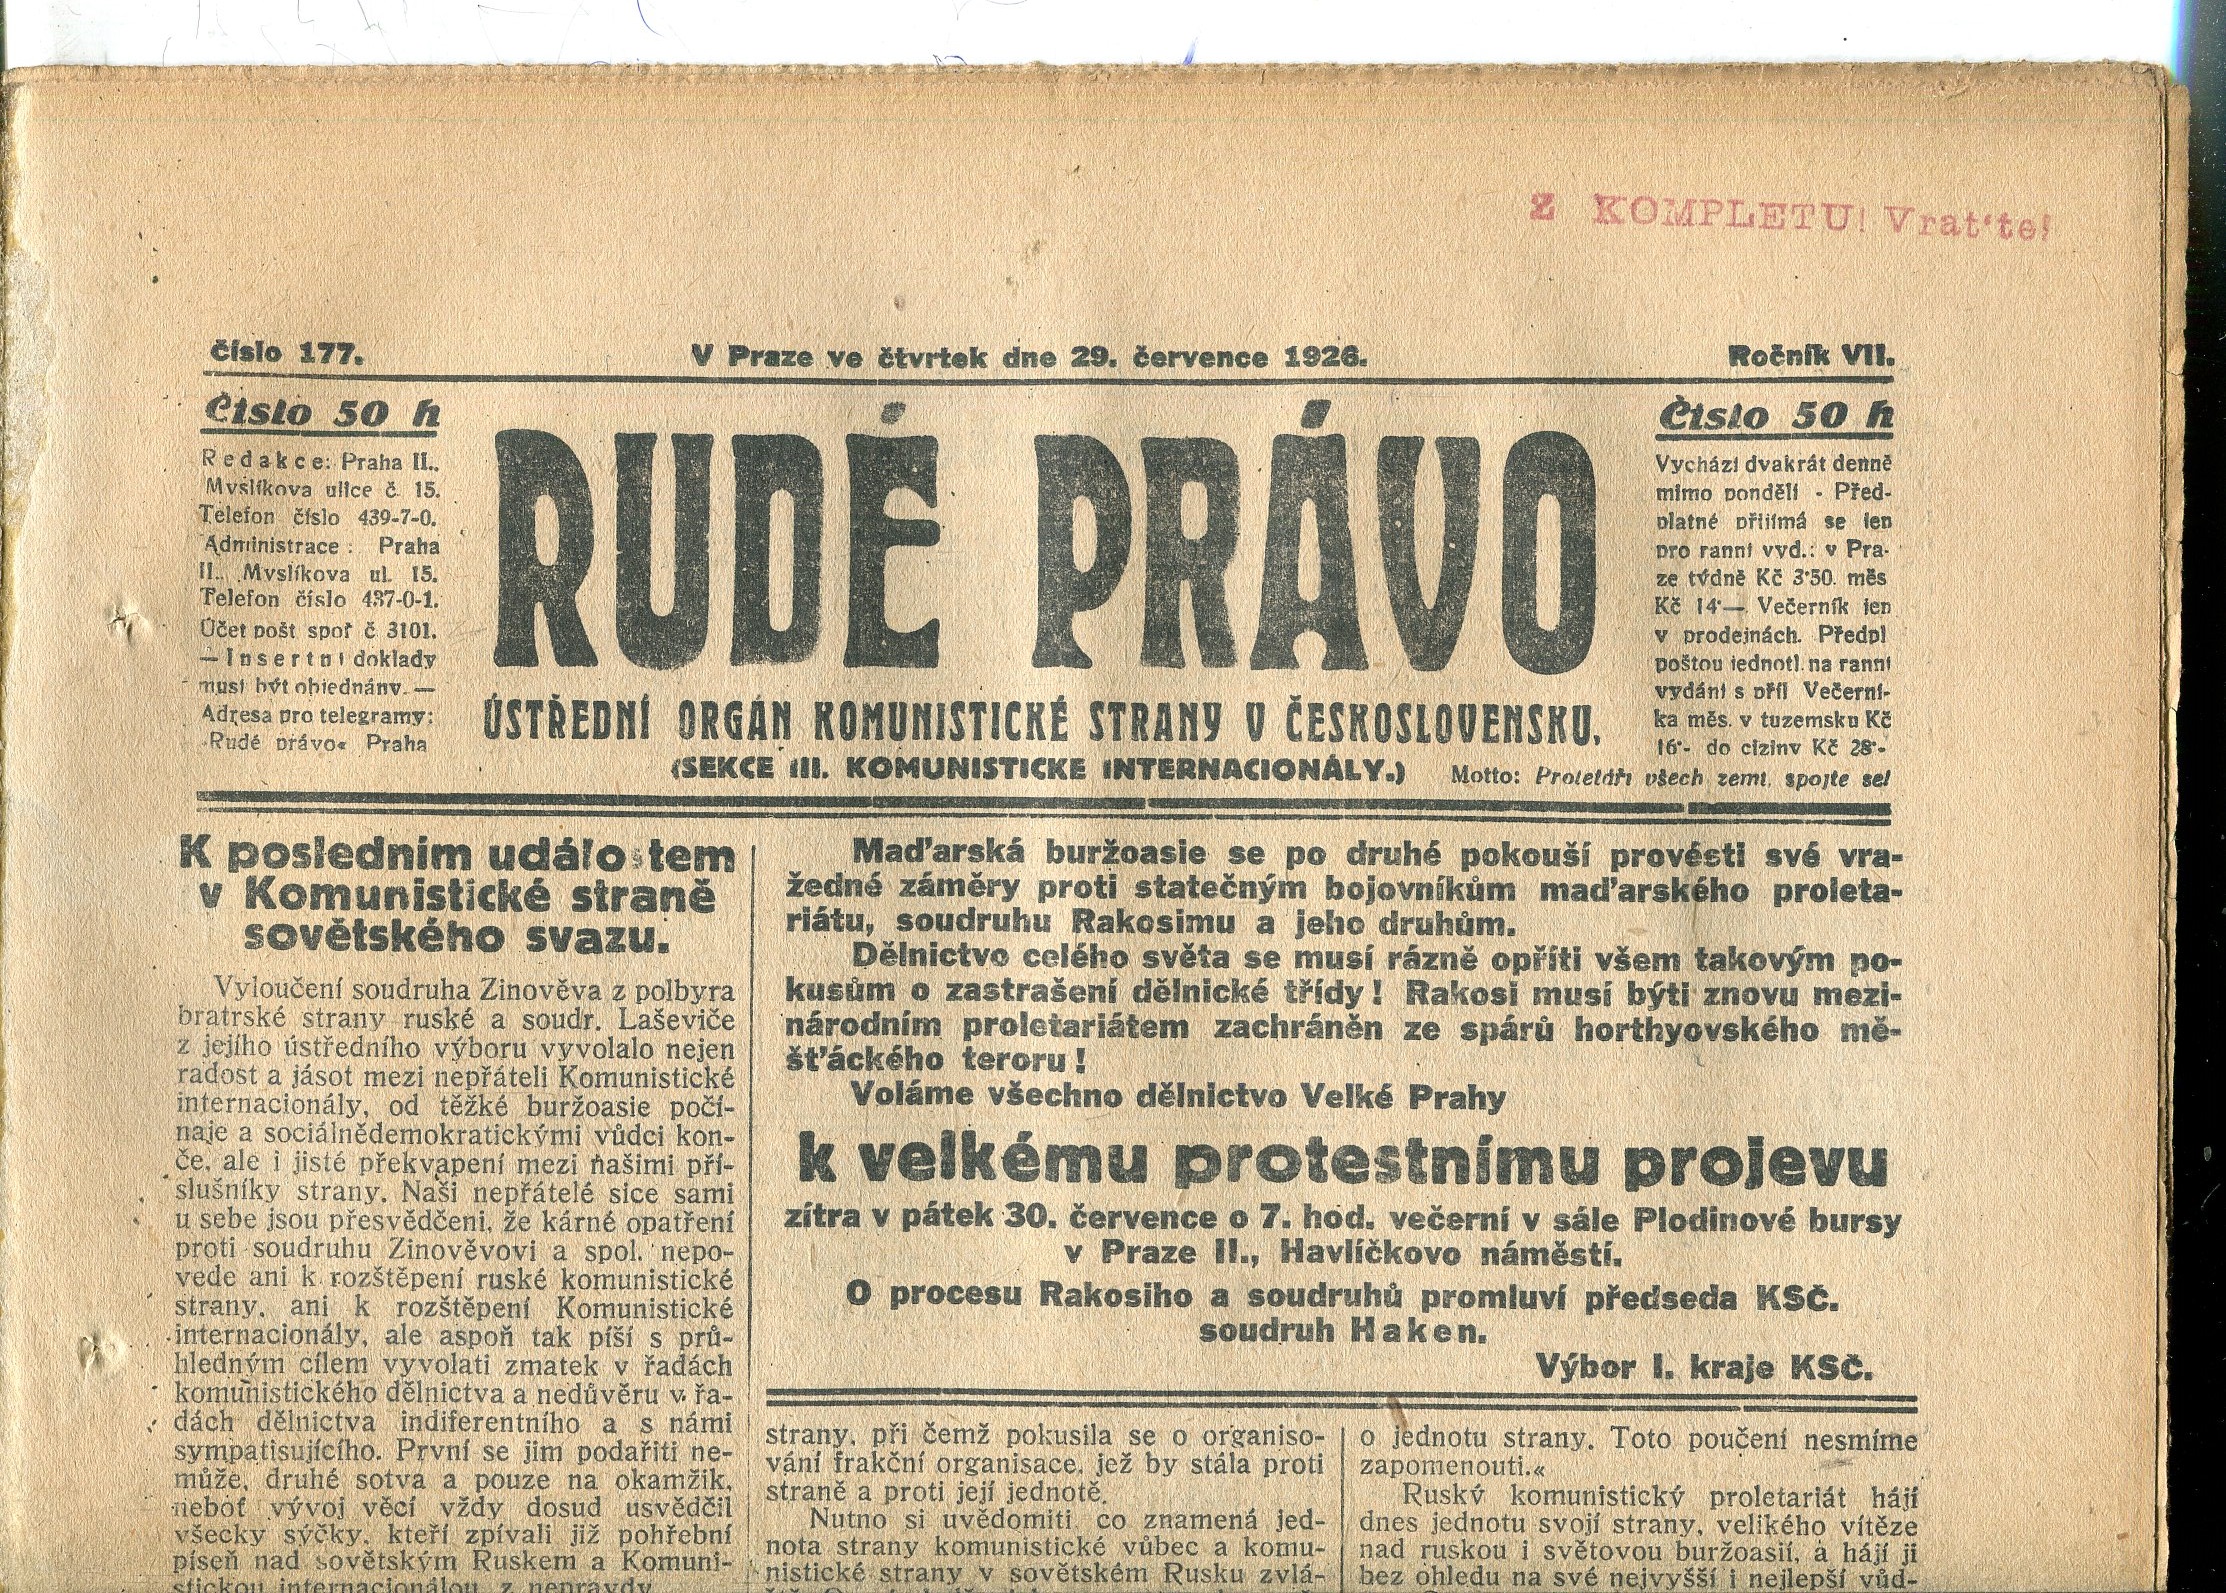 Z KOMPLETU! Vrat'te!
číslo 177.
V Praze ve čtvrtek dne 29. července 1926.
Ročník VII.
Číslo 50 h
Redakce: Praha II.,
Myslíkova ulice č. 15.
Telefon číslo 439-7-0.
Administrace: Praha
II., Myslíkova ul. 15.
Telefon číslo 437-0-1.
Účet pošt spoř č 3101.
— Insertní doklady
musí být objednány. —
Adresa pro telegramy:
»Rudé právo« Praha
RUDÉ PRÁVO
ÚSTŘEDNÍ ORGÁN KOMUNISTICKÉ STRANY V ČESKOSLOVENSKU.
(SEKCE III. KOMUNISTICKÉ INTERNACIONÁLY.)
Motto: Proletáři všech zemí, spojte se!
Číslo 50 h
Vychází dvakrát denně
mimo pondělí - Před-
platné přijímá se jen
pro ranní vyd.: v Pra-
ze týdně Kč 3·50. měs
Kč 14·— Večerník jen
v prodejnách. Předpl
poštou jednotl. na ranní
vydání s příl Večerní-
ka měs. v tuzemsku Kč
16·- do ciziny Kč 28·-
K posledním událostem
v Komunistické straně
sovětského svazu.
Vyloučení soudruha Zinověva z polbyra
bratrské strany ruské a soudr. Laševiče
z jejího ústředního výboru vyvolalo nejen
radost a jásot mezi nepřáteli Komunistické
internacionály, od těžké buržoasie počí-
naje a sociálnědemokratickými vůdci kon-
če, ale i jisté překvapení mezi našimi pří-
slušníky strany. Naši nepřátelé sice sami
u sebe jsou přesvědčeni, že kárné opatření
proti soudruhu Zinověvovi a spol. nepo-
vede ani k rozštěpení ruské komunistické
strany, ani k rozštěpení Komunistické
internacionály, ale aspoň tak píší s prů-
hledným cílem vyvolati zmatek v řadách
komunistického dělnictva a nedůvěru v řa-
dách dělnictva indiferentního a s námi
sympatisujícího. První se jim podařiti ne-
může, druhé sotva a pouze na okamžik,
neboť vývoj věcí vždy dosud usvědčil
všecky sýčky, kteří zpívali již pohřební
píseň nad sovětským Ruskem a Komuni-
stickou internacionálou, z nepravdy.
Maďarská buržoasie se po druhé pokouší provésti své vra-
žedné záměry proti statečným bojovníkům maďarského proleta-
riátu, soudruhu Rakosimu a jeho druhům.
Dělnictvo celého světa se musí rázně opříti všem takovým po-
kusům o zastrašení dělnické třídy! Rakosi musí býti znovu mezi-
národním proletariátem zachráněn ze spárů horthyovského mě-
šťáckého teroru!
Voláme všechno dělnictvo Velké Prahy
k velkému protestnímu projevu
zítra v pátek 30. července o 7. hod. večerní v sále Plodinové bursy
v Praze II., Havlíčkovo náměstí.
O procesu Rakosiho a soudruhů promluví předseda KSČ.
soudruh Haken.
Výbor I. kraje KSČ.
strany, při čemž pokusila se o organiso-
vání frakční organisace, jež by stála proti
straně a proti její jednotě.
Nutno si uvědomiti co znamená jed-
nota strany komunistické vůbec a komu-
nistické strany v sovětském Rusku zvlá-
o jednotu strany. Toto poučení nesmíme
zapomenouti.«
Ruský komunistický proletariát hájí
dnes jednotu svojí strany, velikého vítěze
nad ruskou i světovou buržoasií, a hájí ji
bez ohledu na své nejvyšší i nejlepší vůd-